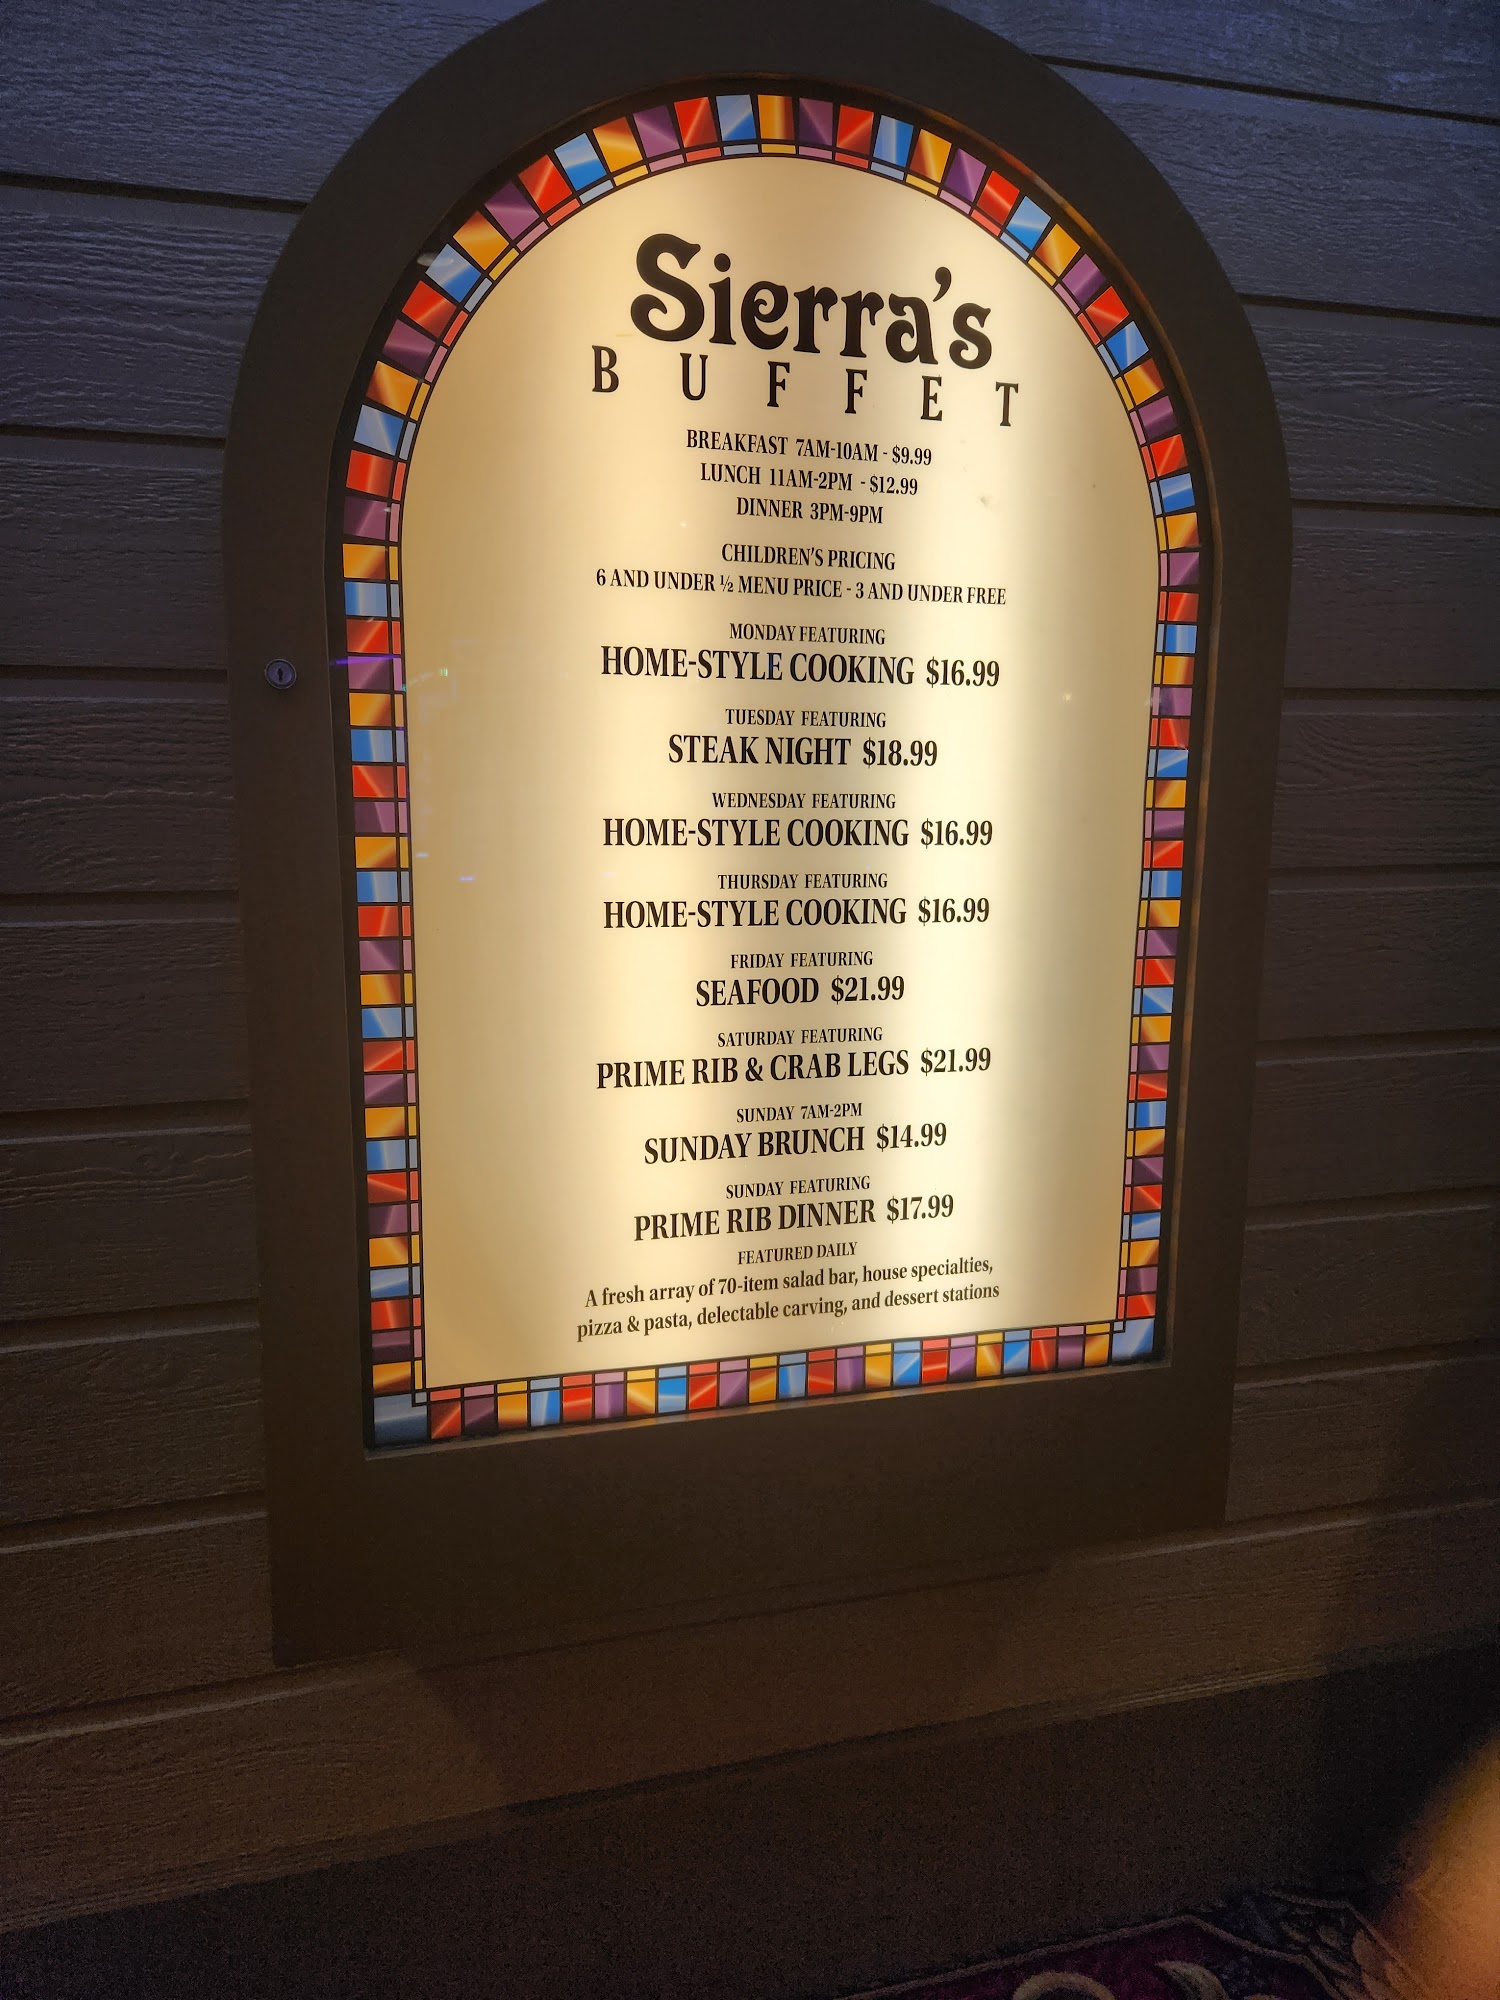 Sierra's
BUFFET
BREAKFAST 7AM-10AM - $9.99
LUNCH 11AM-2PM - $12.99
DINNER 3PM-9PM
CHILDREN'S PRICING
6 AND UNDER ½ MENU PRICE - 3 AND UNDER FREE
MONDAY FEATURING
HOME-STYLE COOKING $16.99
TUESDAY FEATURING
STEAK NIGHT $18.99
WEDNESDAY FEATURING
HOME-STYLE COOKING $16.99
THURSDAY FEATURING
HOME-STYLE COOKING $16.99
FRIDAY FEATURING
SEAFOOD $21.99
SATURDAY FEATURING
PRIME RIB & CRAB LEGS $21.99
SUNDAY 7AM-2PM
SUNDAY BRUNCH $14.99
SUNDAY FEATURING
PRIME RIB DINNER $17.99
FEATURED DAILY
A fresh array of 70-item salad bar, house specialties,
pizza & pasta, delectable carving, and dessert stations